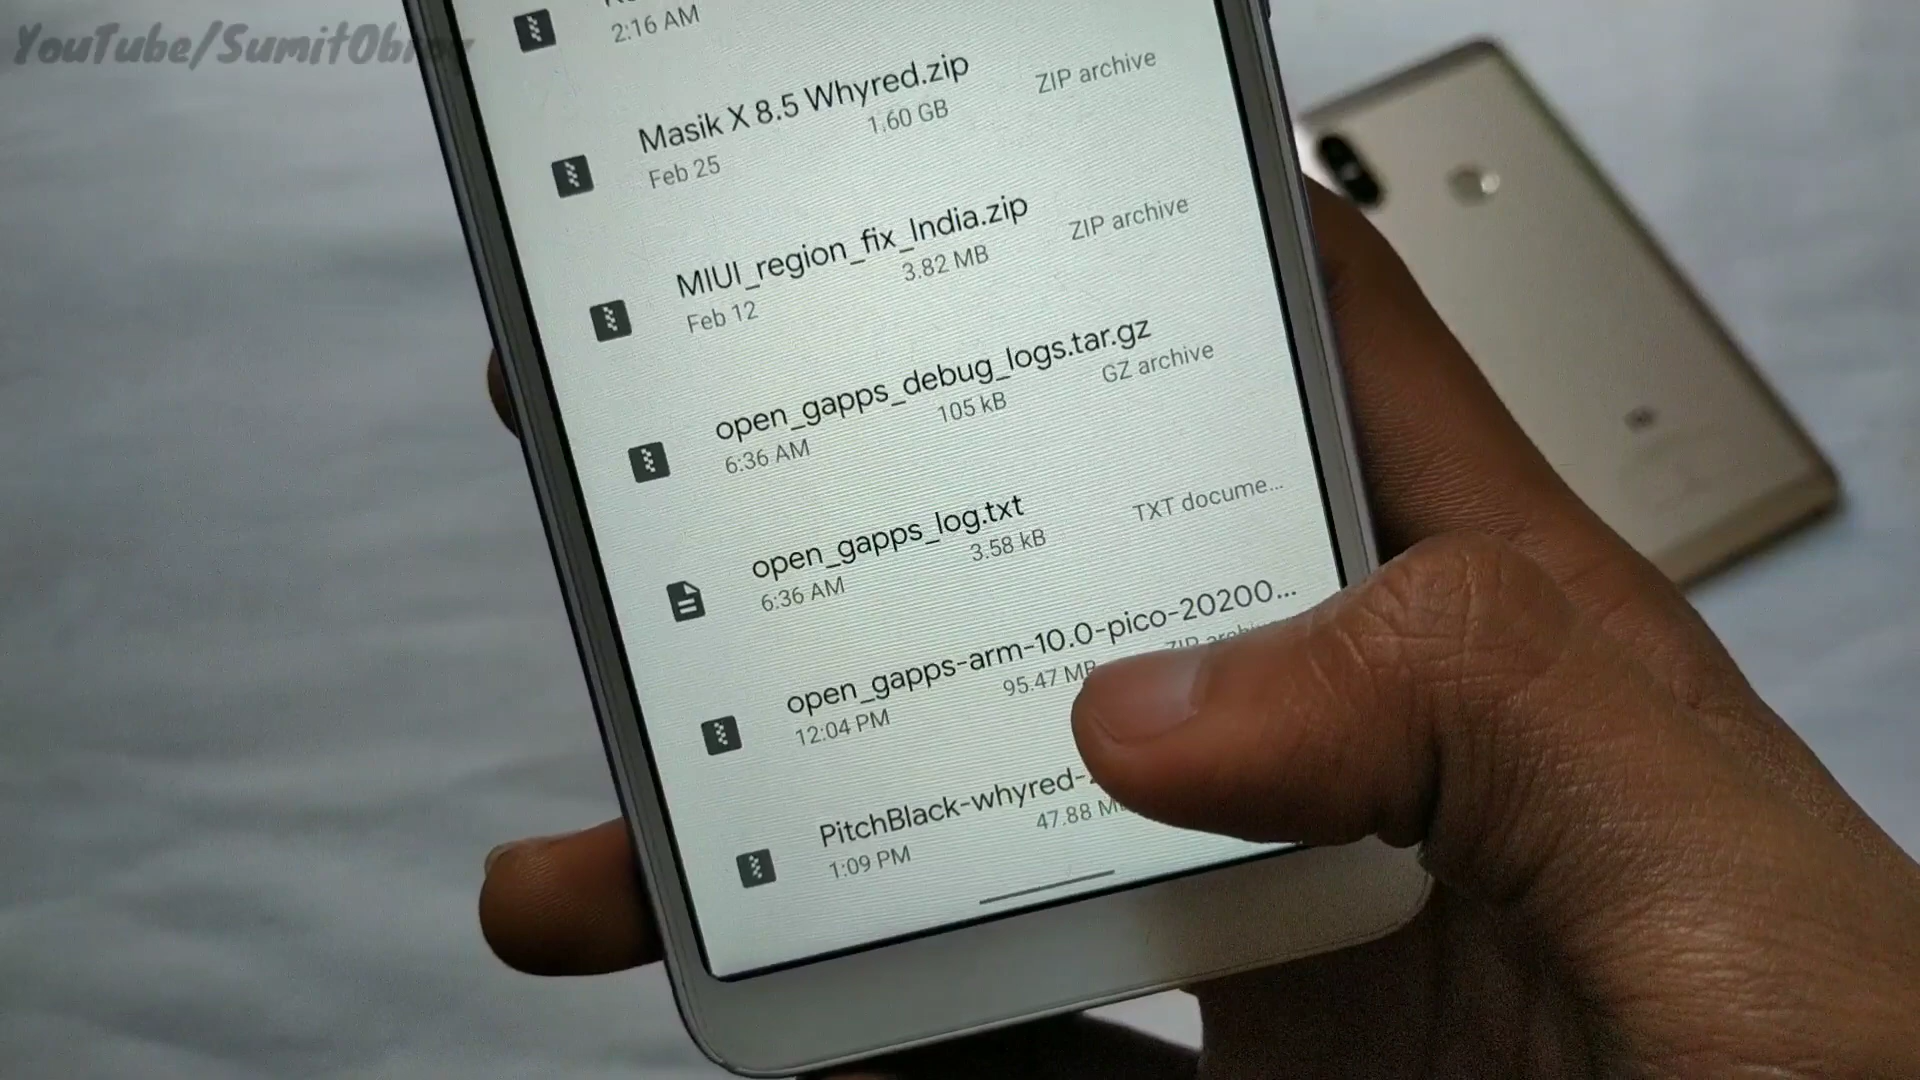 2:16 AM
Masik X 8.5 Whyred.zip
Feb 25
1.60 GB
ZIP archive
MIUI_region_fix_India.zip
Feb 12
3.82 MB
ZIP archive
open_gapps_debug_logs.tar.gz
6:36 AM
105 kB
GZ archive
open_gapps_log.txt
6:36 AM
3.58 kB
TXT docume...
open_gapps-arm-10.0-pico-20200...
12:04 PM
95.47 MB
ZIP
PitchBlack-whyred-
1:09 PM
47.88